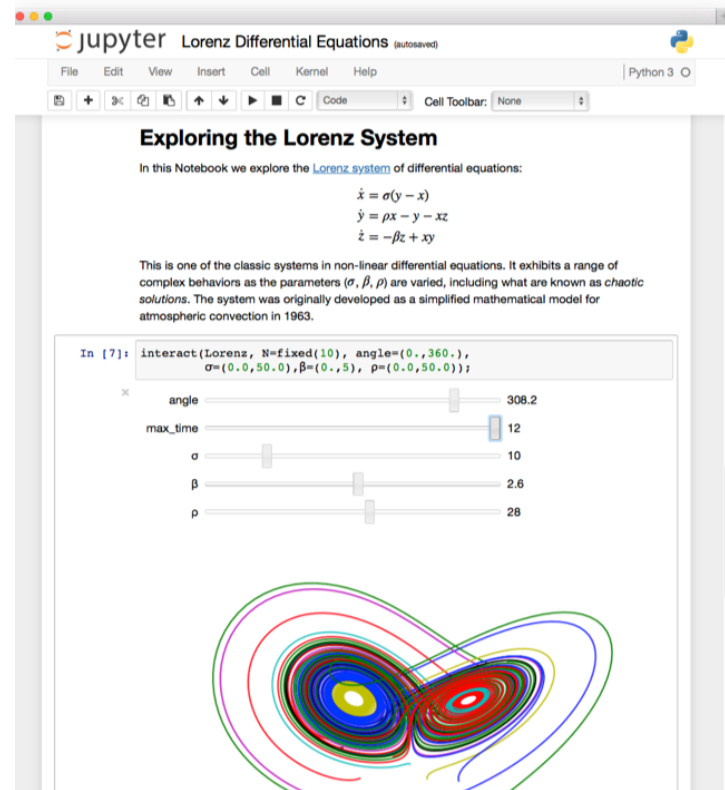 jupyter Lorenz Differential Equations (autosaved)
File Edit View Insert Cell Kernel Help Python 3
Code Cell Toolbar: None
Exploring the Lorenz System
In this Notebook we explore the Lorenz system of differential equations:
ẋ = σ(y − x)
ẏ = ρx − y − xz
ż = −βz + xy
This is one of the classic systems in non-linear differential equations. It exhibits a range of
complex behaviors as the parameters (σ, β, ρ) are varied, including what are known as chaotic
solutions. The system was originally developed as a simplified mathematical model for
atmospheric convection in 1963.
In [7]: interact(Lorenz, N=fixed(10), angle=(0.,360.),
σ=(0.0,50.0),β=(0.,5), ρ=(0.0,50.0));
angle 308.2
max_time 12
σ 10
β 2.6
ρ 28